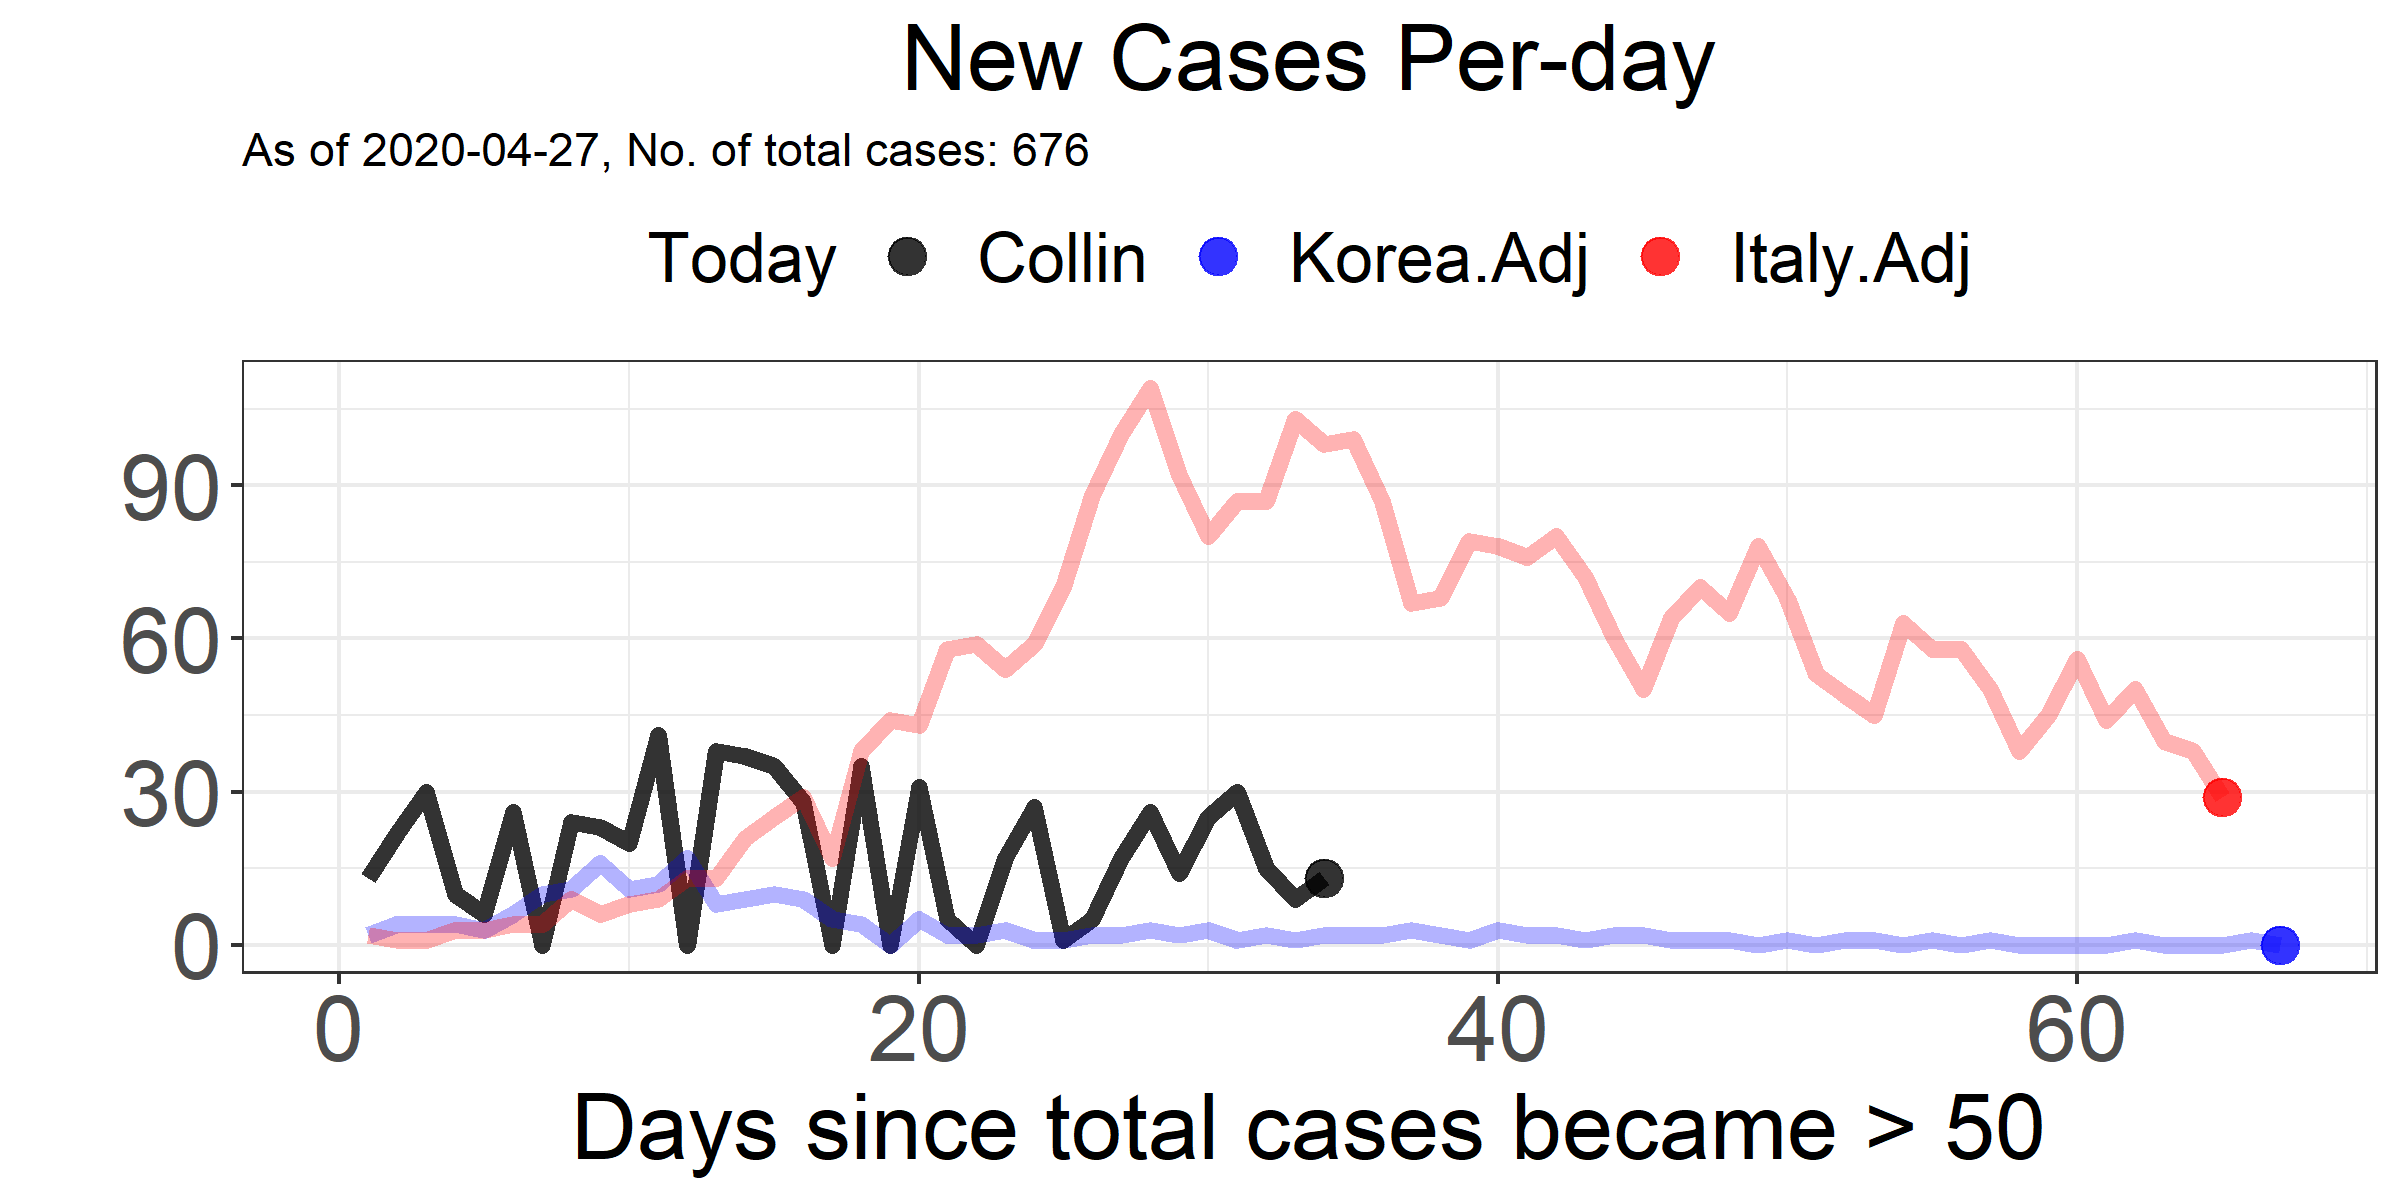 New Cases Per-day
As of 2020-04-27, No. of total cases: 676
Today Collin Korea.Adj Italy.Adj
90
60
30
0
0 20 40 60
Days since total cases became > 50